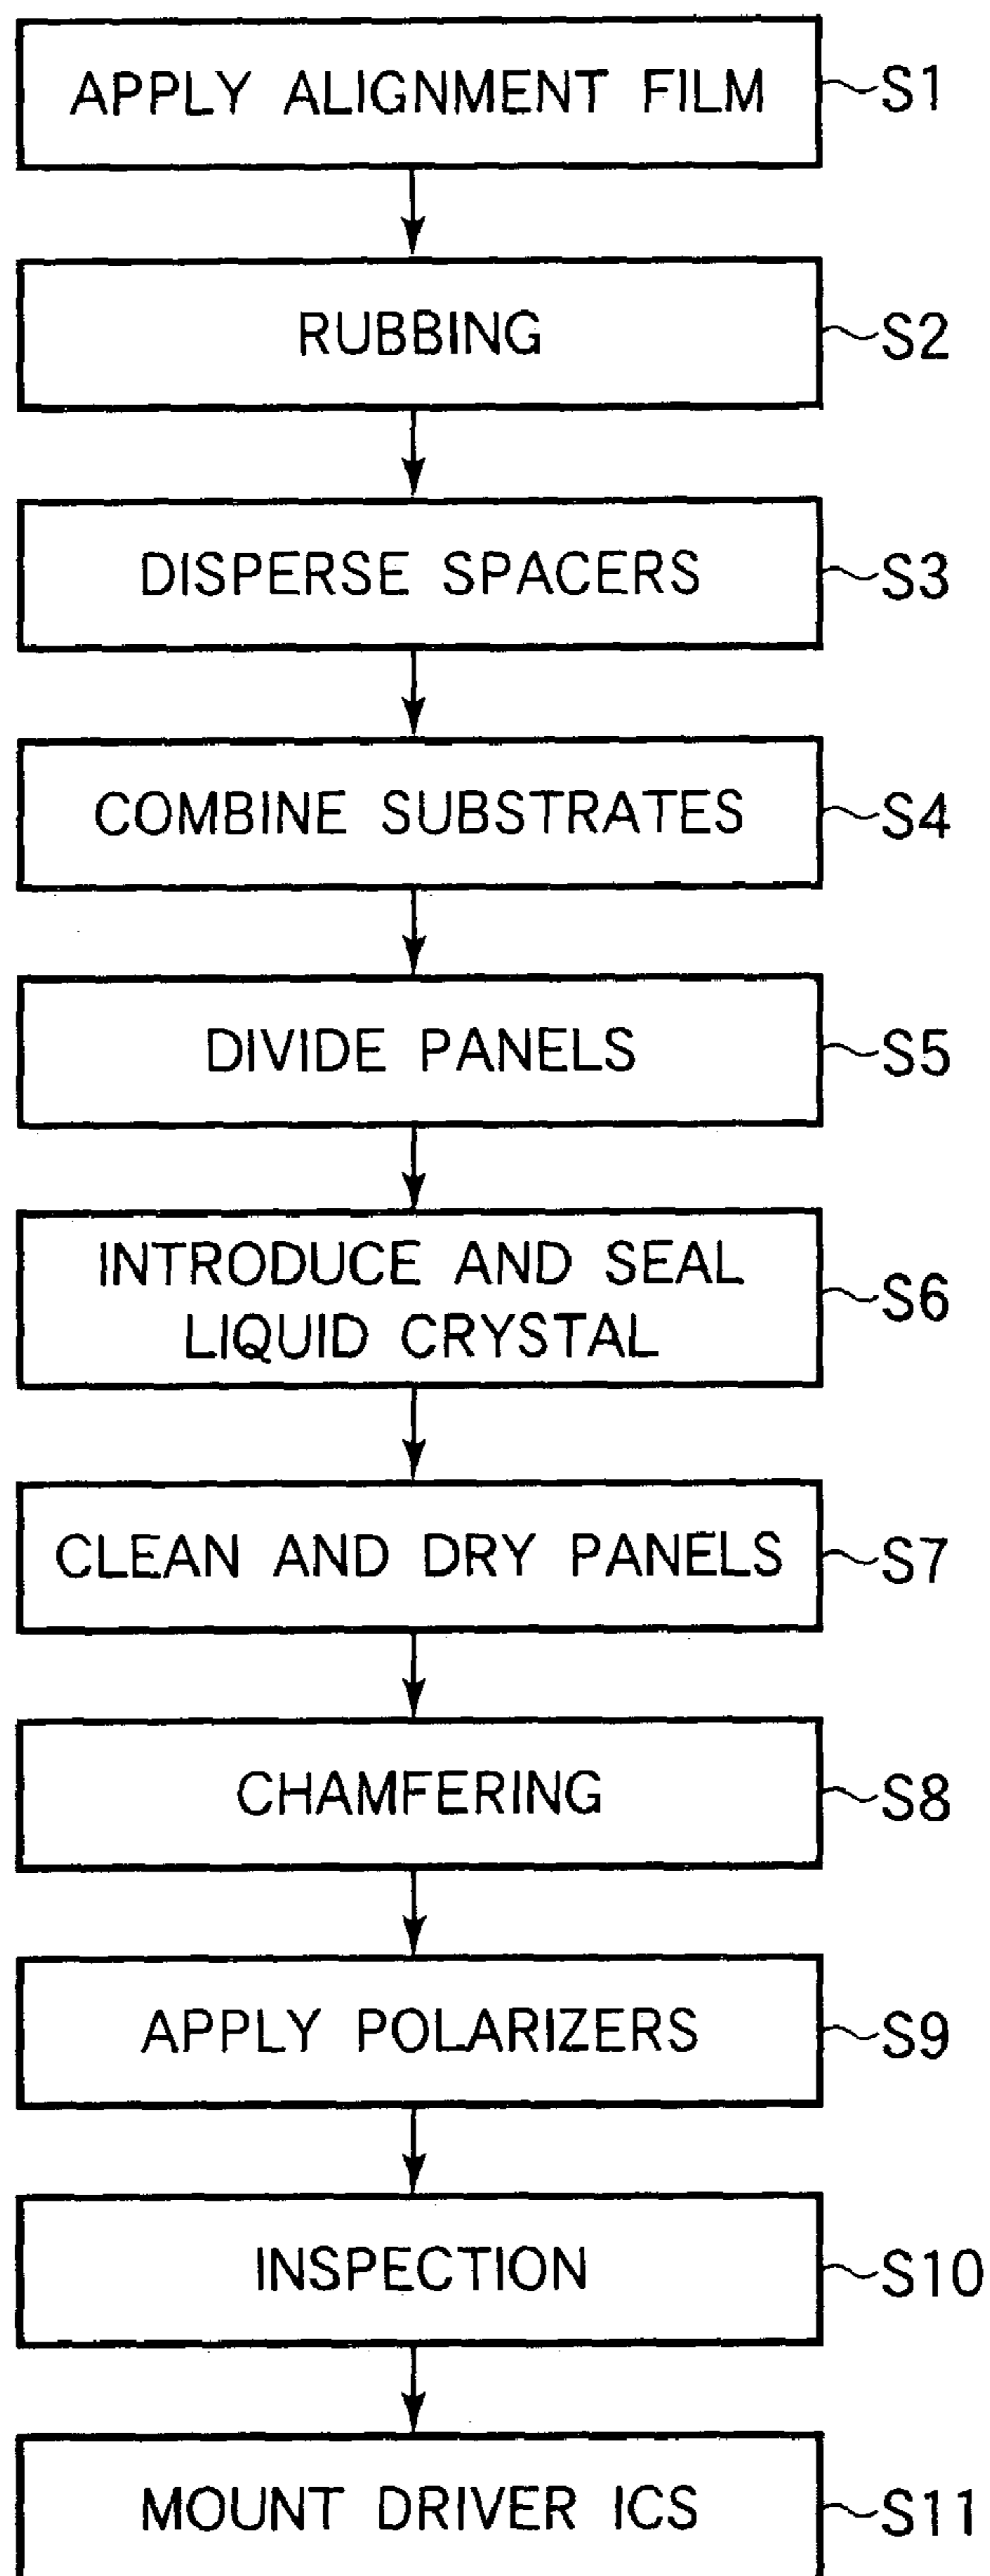 APPLY ALIGNMENT FILM S1
RUBBING S2
DISPERSE SPACERS S3
COMBINE SUBSTRATES S4
DIVIDE PANELS S5
INTRODUCE AND SEAL
LIQUID CRYSTAL S6
CLEAN AND DRY PANELS S7
CHAMFERING S8
APPLY POLARIZERS S9
INSPECTION S10
MOUNT DRIVER ICS S11